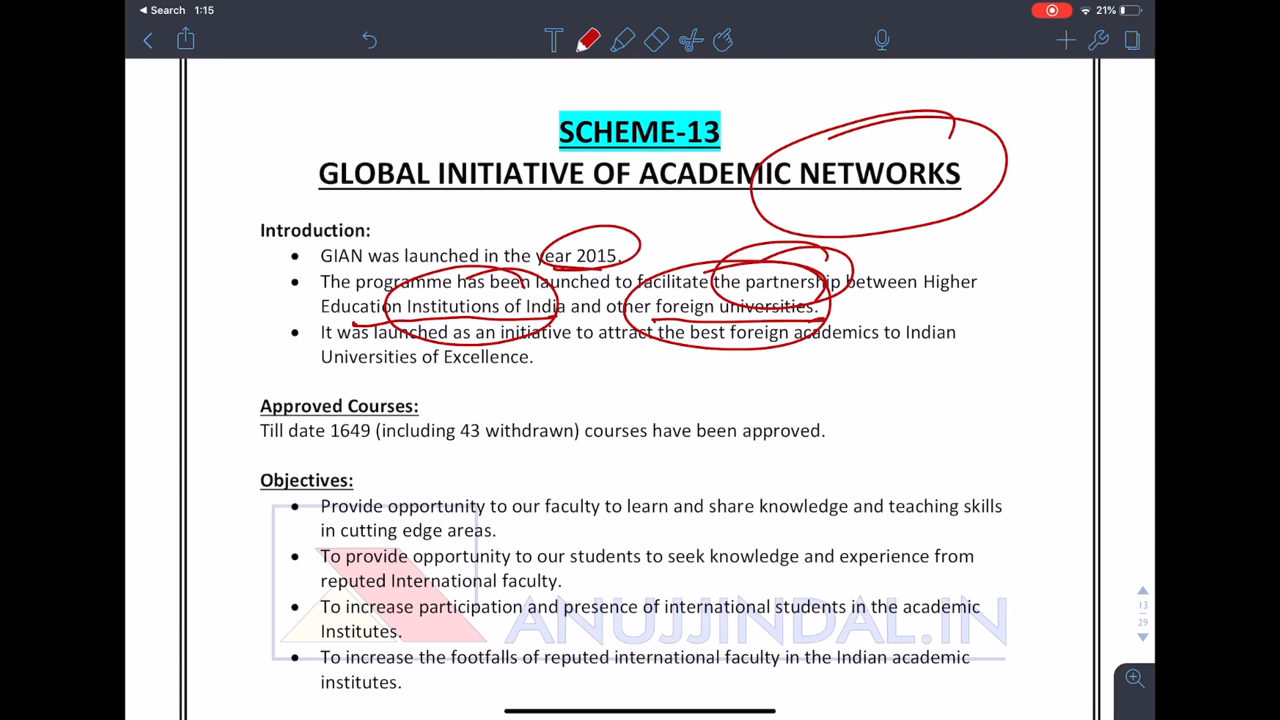 Search 1:15
21%
SCHEME-13
GLOBAL INITIATIVE OF ACADEMIC NETWORKS
Introduction:
• GIAN was launched in the year 2015.
• The programme has been launched to facilitate the partnership between Higher
Education Institutions of India and other foreign universities.
• It was launched as an initiative to attract the best foreign academics to Indian
Universities of Excellence.
Approved Courses:
Till date 1649 (including 43 withdrawn) courses have been approved.
Objectives:
• Provide opportunity to our faculty to learn and share knowledge and teaching skills
in cutting edge areas.
• To provide opportunity to our students to seek knowledge and experience from
reputed International faculty.
• To increase participation and presence of international students in the academic
Institutes.
• To increase the footfalls of reputed international faculty in the Indian academic
institutes.
ANUJJINDAL.IN
13
29